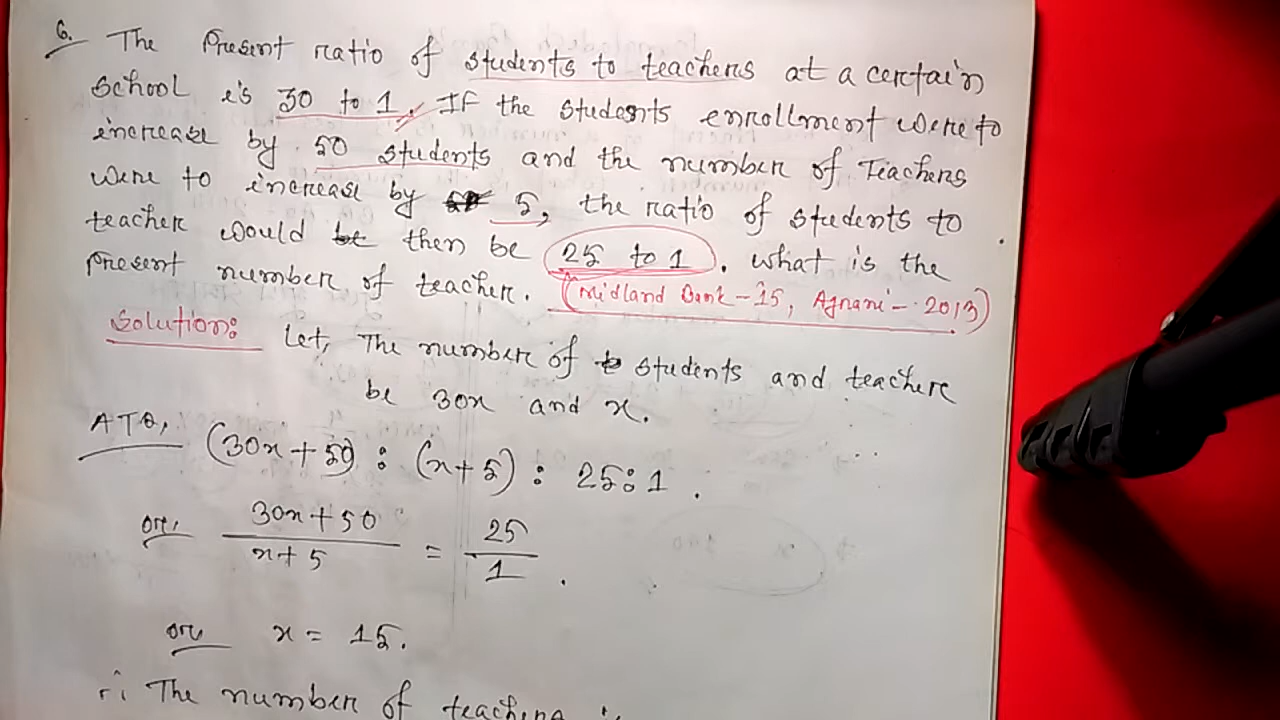 6. The Present ratio of students to teachers at a certain
School is 30 to 1. If the students enrollment were to
increase by 50 students and the number of Teachers
were to increase by 5, the ratio of students to
teacher would then be 25 to 1. what is the
Present number of teacher. (Midland Bank-15, Agrani-2013)
Solution: Let, The number of students and teacher
be 30x and x.
ATQ, (30x+50) : (x+5) : 25:1.
or, 30x+50 / x+5 = 25 / 1.
or, x = 15.
∴ The number of teachers is